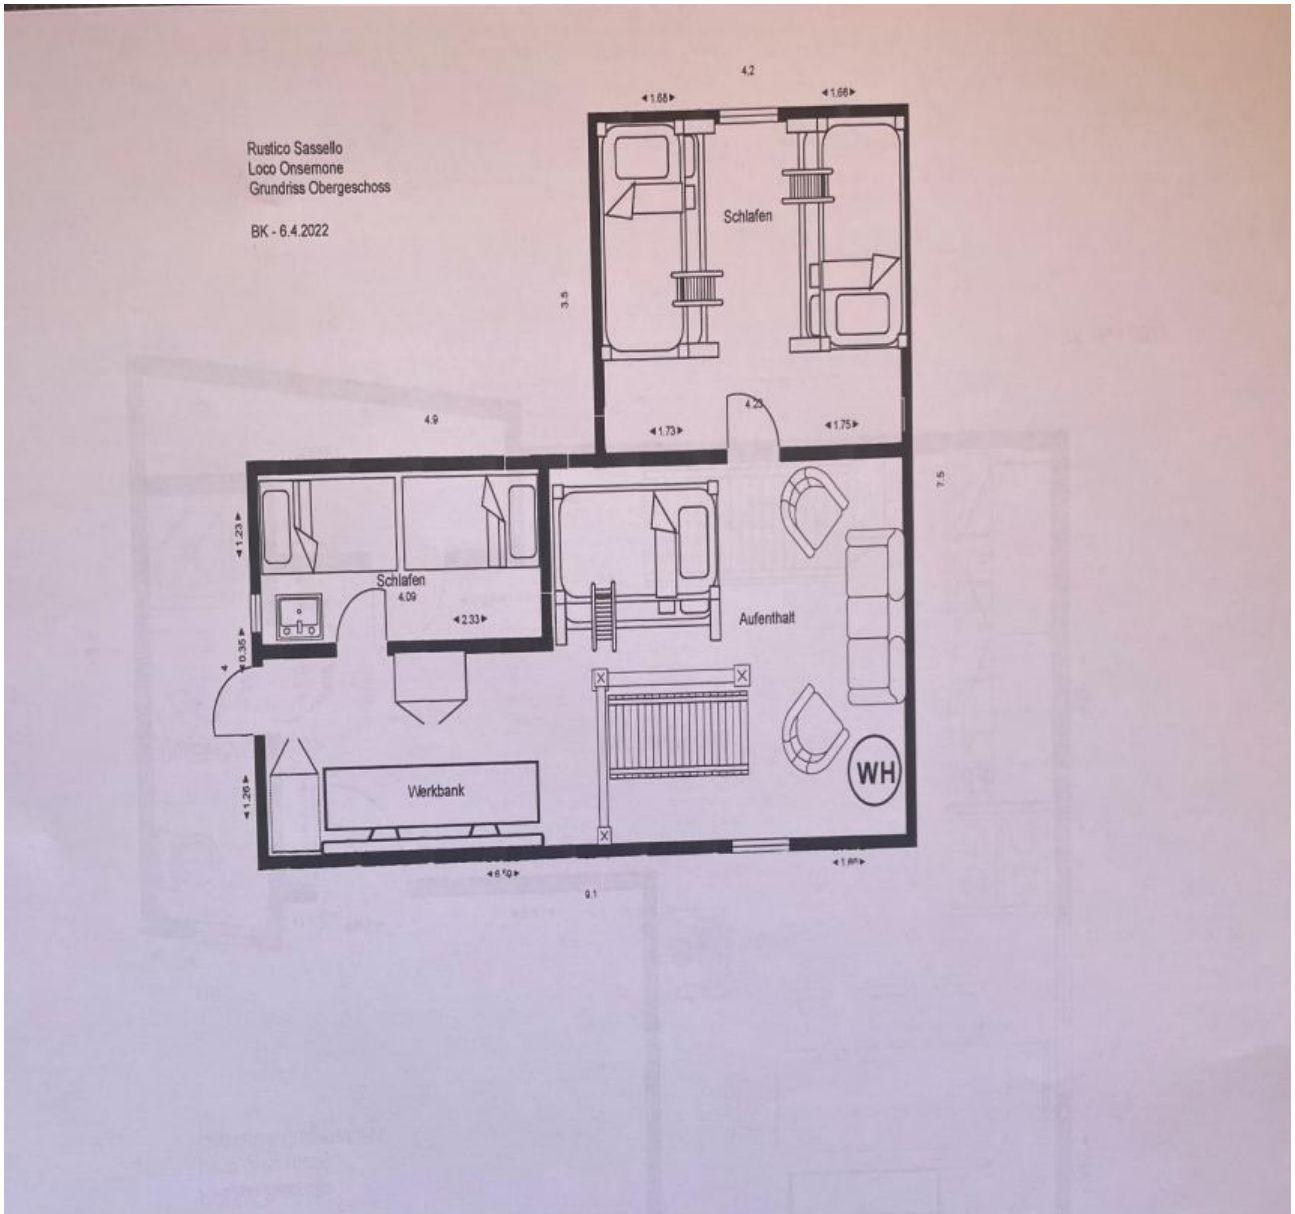 Rustico Sassello
Loco Onsernone
Grundriss Obergeschoss
BK - 6.4.2022
4.2
◄1.68►
◄1.66►
Schlafen
3.5
4.23
◄1.73►
◄1.75►
4.9
7.5
◄1.23►
Schlafen
4.09
◄2.33►
Aufenthalt
◄0.35►
4
WH
◄1.26►
Werkbank
9.1